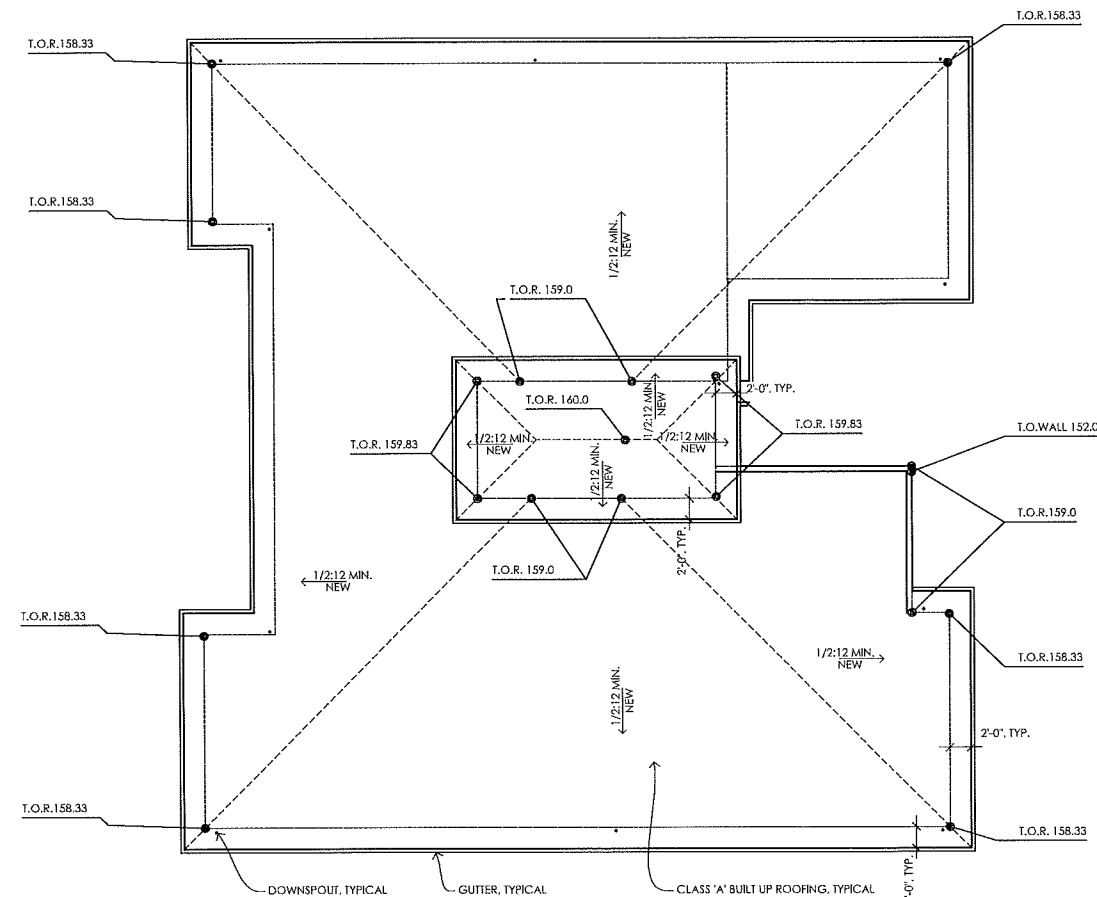 T.O.R.158.33
T.O.R.158.33
T.O.R.158.33
1/2:12 MIN.
NEW
T.O.R. 159.0
2'-0", TYP.
T.O.R. 160.0
1/2:12 MIN.
NEW
T.O.R. 159.83
1/2:12 MIN.
NEW
1/2:12 MIN.
NEW
T.O.R. 159.83
T.O.WALL 152.0
1/2:12 MIN.
NEW
T.O.R.159.0
2'-0", TYP.
T.O.R. 159.0
1/2:12 MIN.
NEW
T.O.R.158.33
1/2:12 MIN.
NEW
T.O.R.158.33
1/2:12 MIN.
NEW
2'-0", TYP.
T.O.R.158.33
T.O.R. 158.33
DOWNSPOUT, TYPICAL
GUTTER, TYPICAL
CLASS 'A' BUILT UP ROOFING, TYPICAL
'-0", TYP.